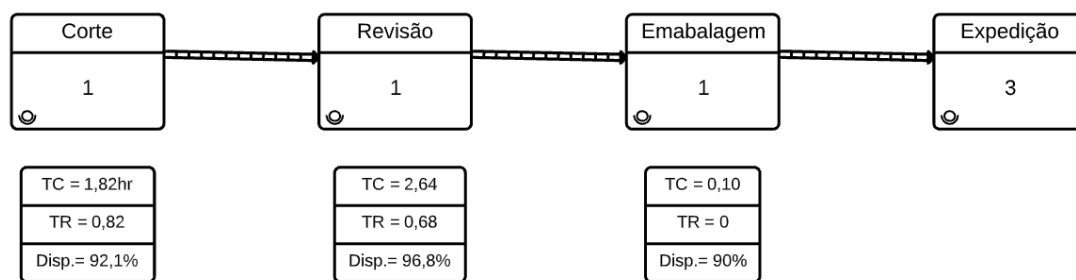 Corte
Revisão
Emabalagem
Expedição
1
1
1
3
TC = 1,82hr
TC = 2,64
TC = 0,10
TR = 0,82
TR = 0,68
TR = 0
Disp.= 92,1%
Disp.= 96,8%
Disp.= 90%